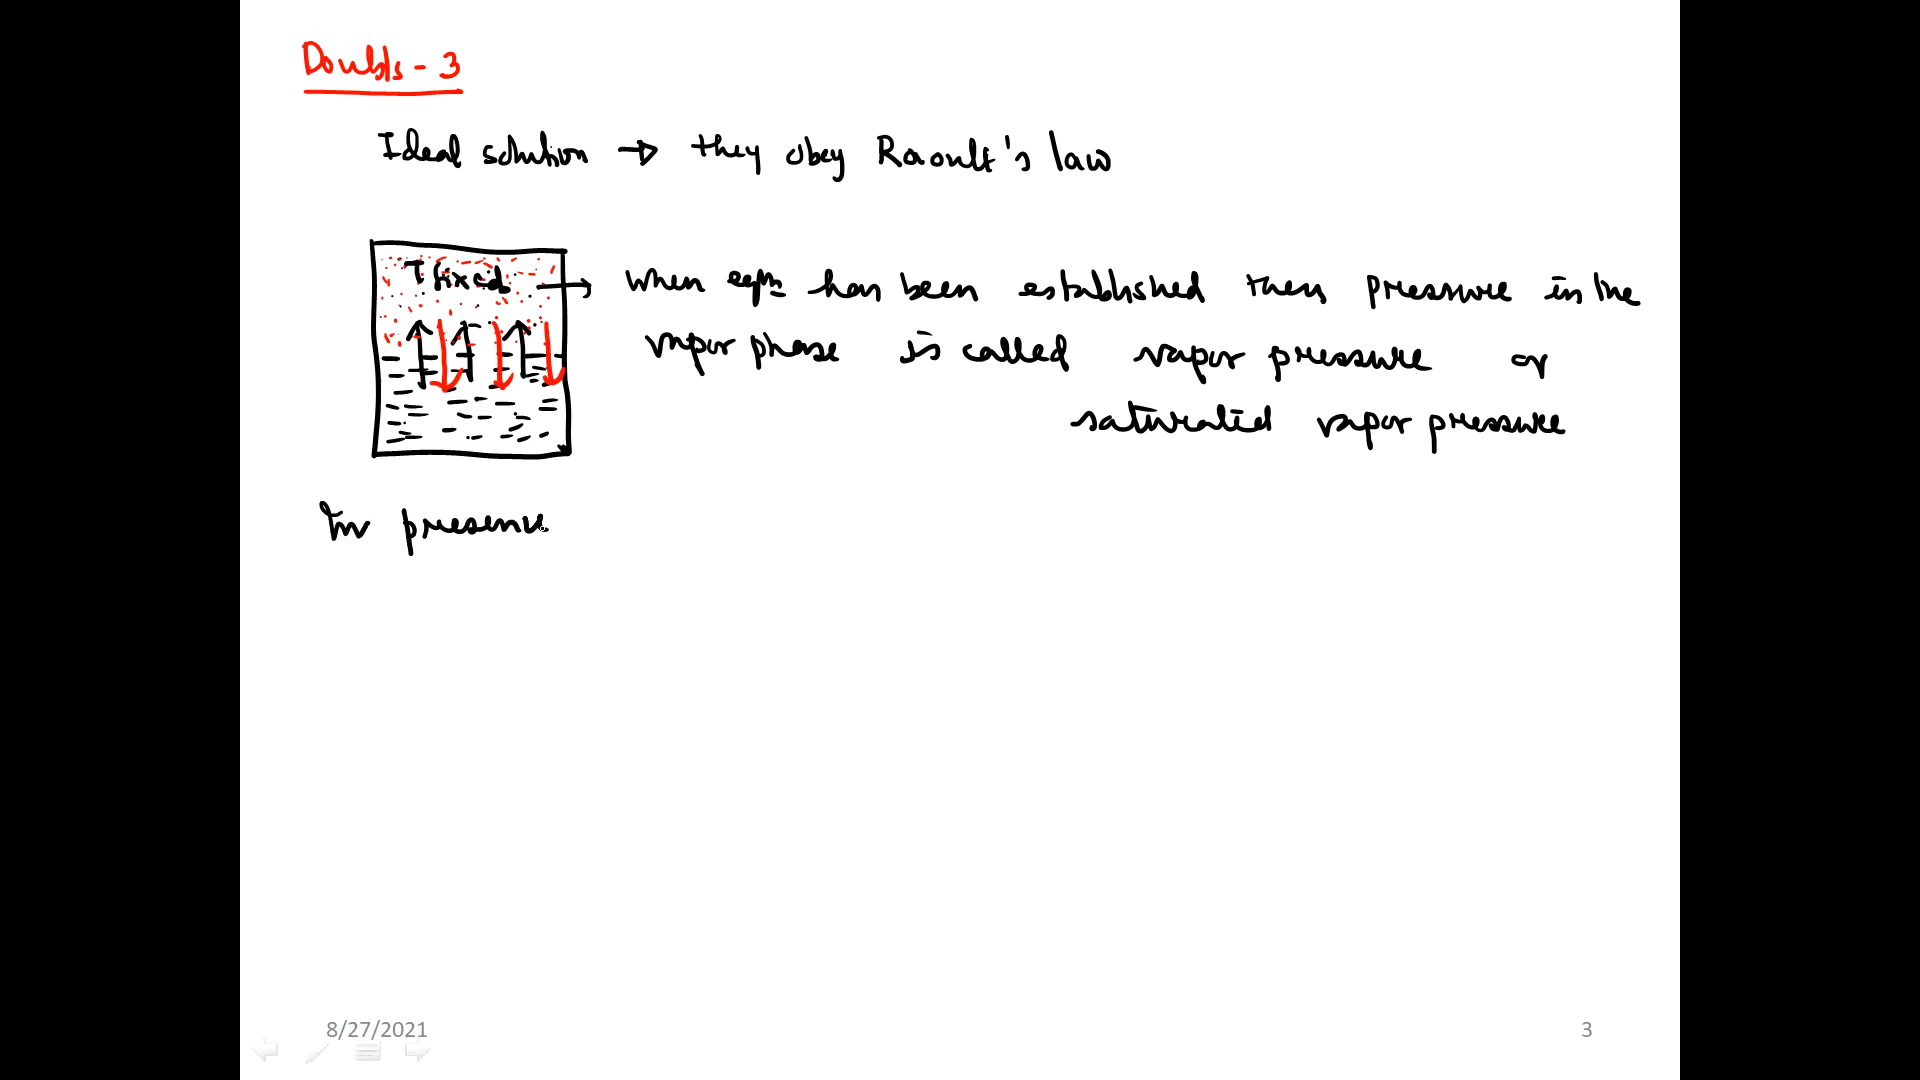 Doubts - 3
Ideal solution → they obey Raoult's law
T fixed → when eqm has been established then pressure in the
vapor phase is called vapor pressure or
saturated vapor pressure
In presence
8/27/2021
3